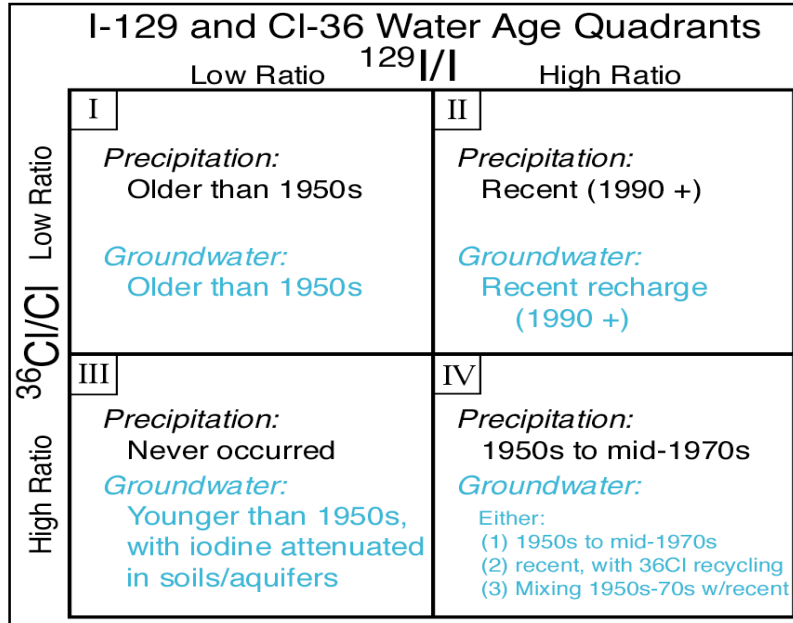 I-129 and Cl-36 Water Age Quadrants
Low Ratio
129I/I
High Ratio
Low Ratio
36Cl/Cl
High Ratio
I
Precipitation:
Older than 1950s
Groundwater:
Older than 1950s
II
Precipitation:
Recent (1990 +)
Groundwater:
Recent recharge
(1990 +)
III
Precipitation:
Never occurred
Groundwater:
Younger than 1950s,
with iodine attenuated
in soils/aquifers
IV
Precipitation:
1950s to mid-1970s
Groundwater:
Either:
(1) 1950s to mid-1970s
(2) recent, with 36Cl recycling
(3) Mixing 1950s-70s w/recent